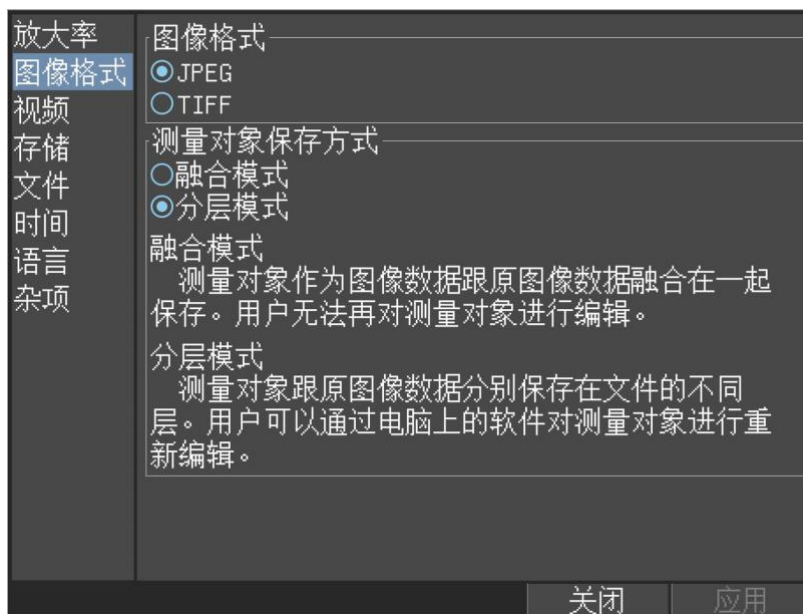 放大率
图像格式
视频
存储
文件
时间
语言
杂项
图像格式
JPEG
TIFF
测量对象保存方式
融合模式
分层模式
融合模式
测量对象作为图像数据跟原图像数据融合在一起
保存。用户无法再对测量对象进行编辑。
分层模式
测量对象跟原图像数据分别保存在文件的不同
层。用户可以通过电脑上的软件对测量对象进行重
新编辑。
关闭
应用